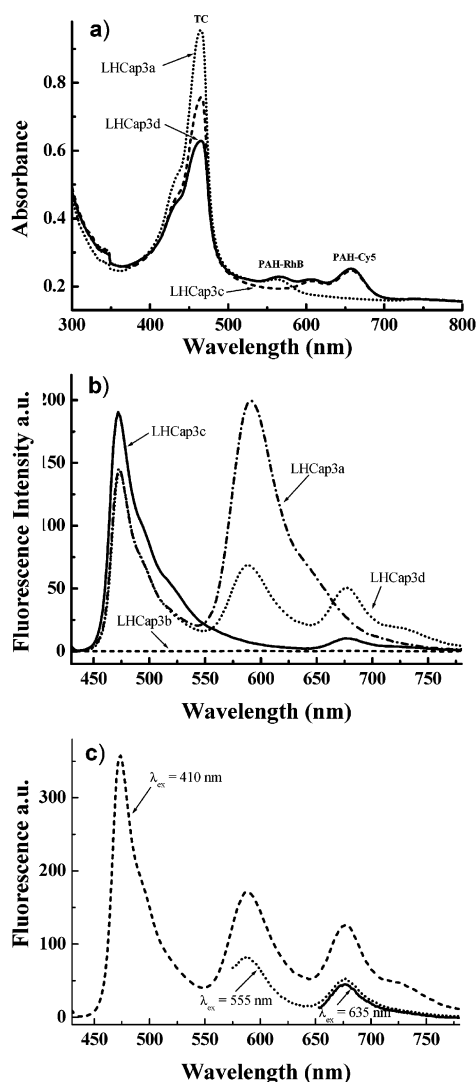 a)
TC
LHCap3a
LHCap3d
PAH-RhB
PAH-Cy5
LHCap3c
Absorbance
1.0
0.8
0.6
0.4
0.2
300 400 500 600 700 800
Wavelength (nm)
b)
LHCap3c
LHCap3a
LHCap3d
LHCap3b
Fluorescence Intensity a.u.
200
150
100
50
0
450 500 550 600 650 700 750
Wavelength (nm)
c)
λex = 410 nm
λex = 555 nm
λex = 635 nm
Fluorescence a.u.
300
200
100
50
0
450 500 550 600 650 700 750
Wavelength (nm)